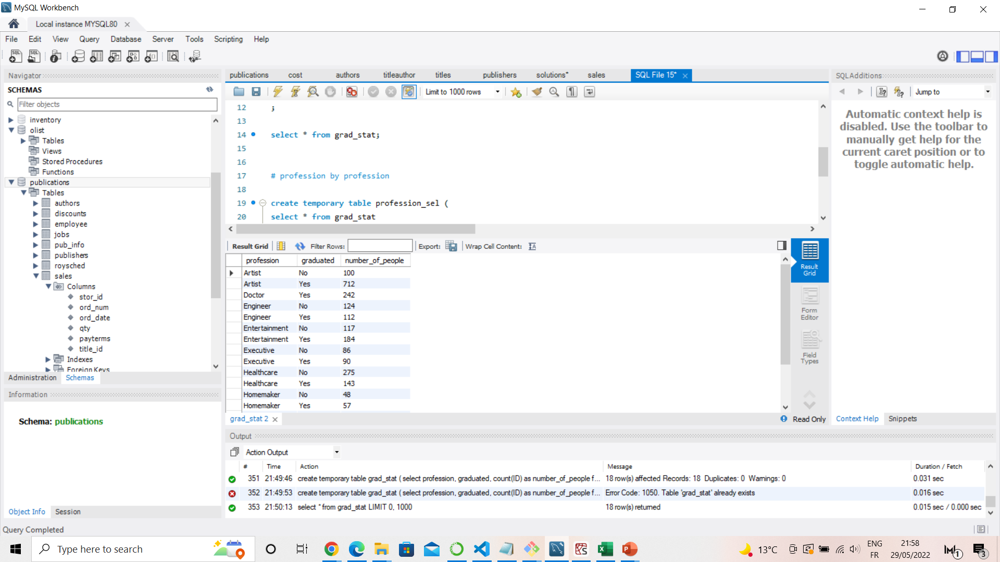 MySQL Workbench
Local instance MYSQL80
File Edit View Query Database Server Tools Scripting Help
Navigator
SCHEMAS
Filter objects
inventory
olist
Tables
Views
Stored Procedures
Functions
publications
Tables
authors
discounts
employee
jobs
pub_info
publishers
roysched
sales
Columns
stor_id
ord_num
ord_date
qty
payterms
title_id
Indexes
Foreign Keys
Administration Schemas
Information
Schema: publications
Object Info Session
Query Completed
publications cost authors titleauthor titles publishers solutions* sales SQL File 15*
Limit to 1000 rows
12 ;
13
14 select * from grad_stat;
15
16
17 # profession by profession
18
19 create temporary table profession_sel (
20 select * from grad_stat
Result Grid Filter Rows: Export: Wrap Cell Content:
profession graduated number_of_people
Artist No 100
Artist Yes 712
Doctor Yes 242
Engineer No 124
Engineer Yes 112
Entertainment No 117
Entertainment Yes 184
Executive No 86
Executive Yes 90
Healthcare No 275
Healthcare Yes 143
Homemaker No 48
Homemaker Yes 57
Result Grid
Form Editor
Field Types
grad_stat 2
Read Only
SQLAdditions
Jump to
Automatic context help is
disabled. Use the toolbar to
manually get help for the
current caret position or to
toggle automatic help.
Context Help Snippets
Output
Action Output
# Time Action Message Duration / Fetch
351 21:49:46 create temporary table grad_stat ( select profession, graduated, count(ID) as number_of_people f... 18 row(s) affected Records: 18 Duplicates: 0 Warnings: 0 0.031 sec
352 21:49:53 create temporary table grad_stat ( select profession, graduated, count(ID) as number_of_people f... Error Code: 1050. Table 'grad_stat' already exists 0.016 sec
353 21:50:13 select * from grad_stat LIMIT 0, 1000 18 row(s) returned 0.015 sec / 0.000 sec
Type here to search
13°C
ENG
FR
21:58
29/05/2022
1
3